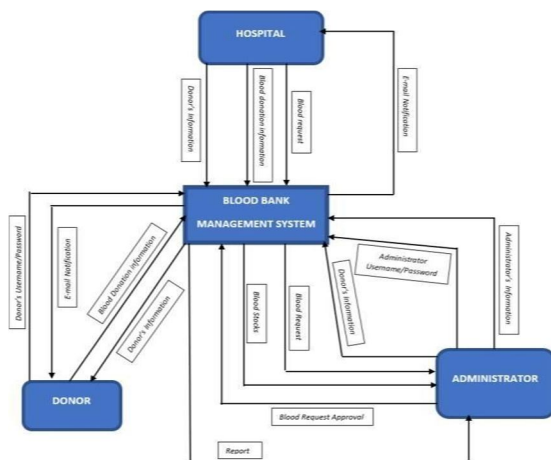 HOSPITAL
Donor's Information
Blood donation information
Blood request
E-mail Notification
BLOOD BANK
MANAGEMENT SYSTEM
Donor's Username/Password
E-mail Notification
Blood Donation information
Donor's Information
Blood Stocks
Blood Request
Donor's Information
Administrator
Username/Password
Administrator's Information
DONOR
ADMINISTRATOR
Blood Request Approval
Report